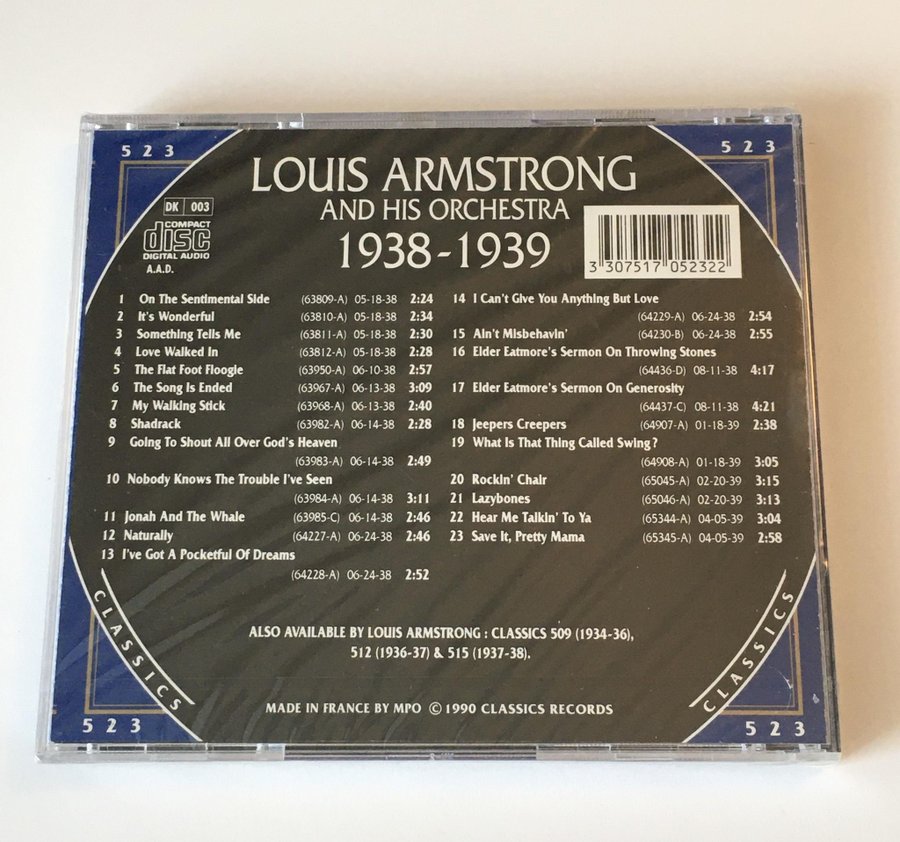 5 2 3
5 2 3
LOUIS ARMSTRONG
AND HIS ORCHESTRA
1938-1939
DK 003
COMPACT
disc
DIGITAL AUDIO
A.A.D.
3 307517 052322
1 On The Sentimental Side (63809-A) 05-18-38 2:24
2 It's Wonderful (63810-A) 05-18-38 2:34
3 Something Tells Me (63811-A) 05-18-38 2:30
4 Love Walked In (63812-A) 05-18-38 2:28
5 The Flat Foot Floogie (63950-A) 06-10-38 2:57
6 The Song Is Ended (63967-A) 06-13-38 3:09
7 My Walking Stick (63968-A) 06-13-38 2:40
8 Shadrack (63982-A) 06-14-38 2:28
9 Going To Shout All Over God's Heaven
(63983-A) 06-14-38 2:49
10 Nobody Knows The Trouble I've Seen
(63984-A) 06-14-38 3:11
11 Jonah And The Whale (63985-C) 06-14-38 2:46
12 Naturally (64227-A) 06-24-38 2:46
13 I've Got A Pocketful Of Dreams
(64228-A) 06-24-38 2:52
14 I Can't Give You Anything But Love
(64229-A) 06-24-38 2:54
15 Ain't Misbehavin' (64230-B) 06-24-38 2:55
16 Elder Eatmore's Sermon On Throwing Stones
(64436-D) 08-11-38 4:17
17 Elder Eatmore's Sermon On Generosity
(64437-C) 08-11-38 4:21
18 Jeepers Creepers (64907-A) 01-18-39 2:38
19 What Is That Thing Called Swing?
(64908-A) 01-18-39 3:05
20 Rockin' Chair (65045-A) 02-20-39 3:15
21 Lazybones (65046-A) 02-20-39 3:13
22 Hear Me Talkin' To Ya (65344-A) 04-05-39 3:04
23 Save It, Pretty Mama (65345-A) 04-05-39 2:58
ALSO AVAILABLE BY LOUIS ARMSTRONG : CLASSICS 509 (1934-36),
512 (1936-37) & 515 (1937-38).
MADE IN FRANCE BY MPO © 1990 CLASSICS RECORDS
CLASSICS
CLASSICS
5 2 3
5 2 3